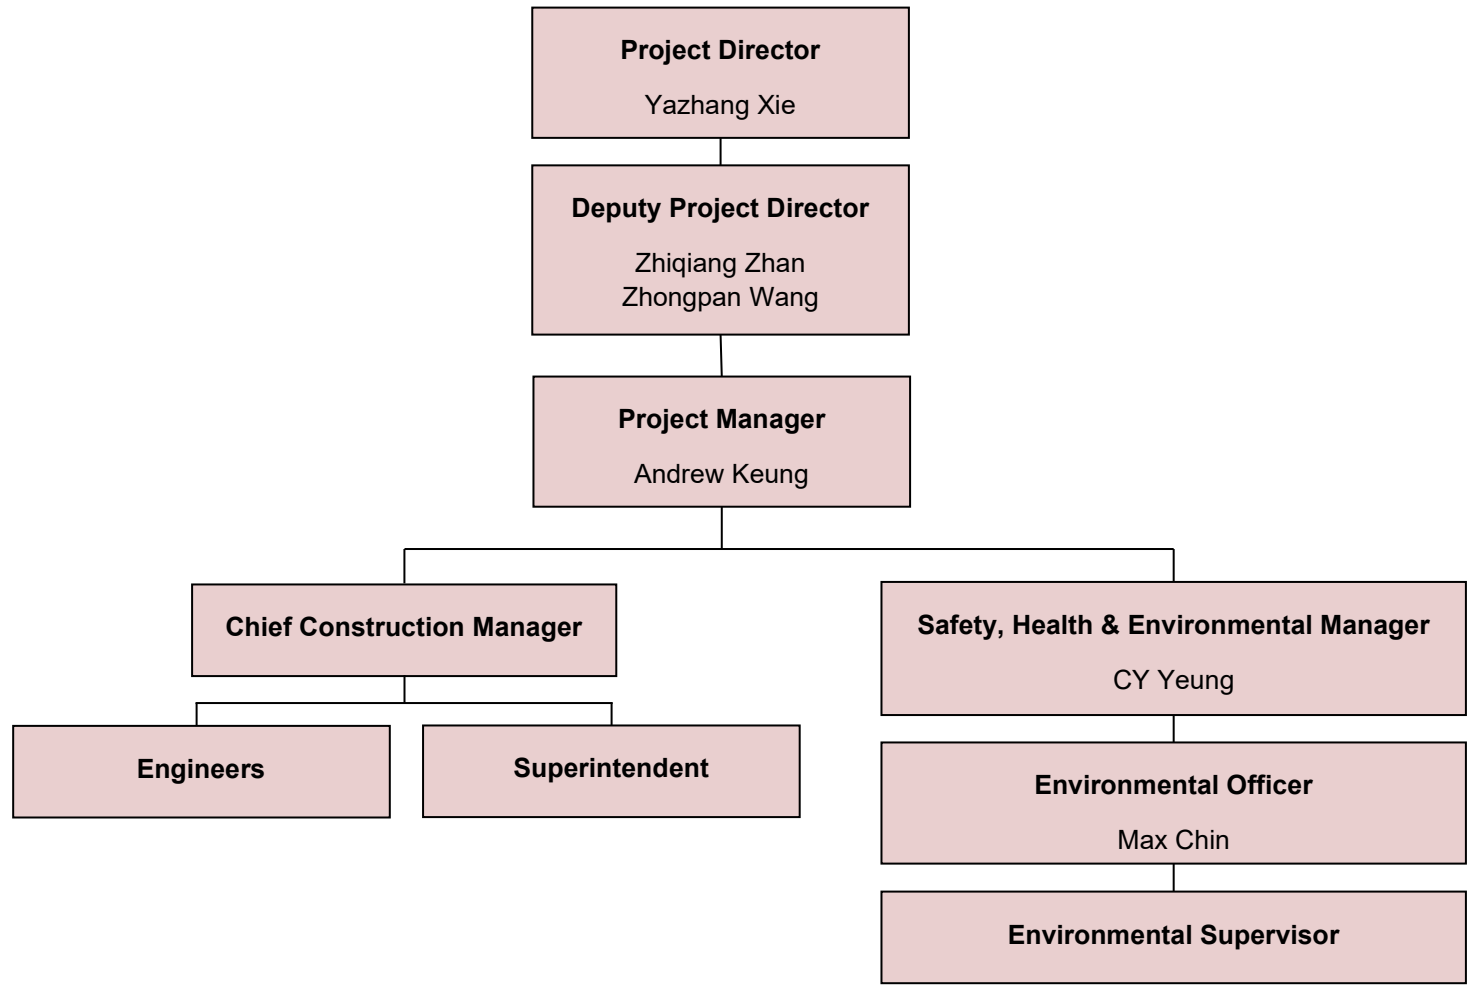 Project Director
Yazhang Xie
Deputy Project Director
Zhiqiang Zhan
Zhongpan Wang
Project Manager
Andrew Keung
Chief Construction Manager
Engineers
Superintendent
Safety, Health & Environmental Manager
CY Yeung
Environmental Officer
Max Chin
Environmental Supervisor